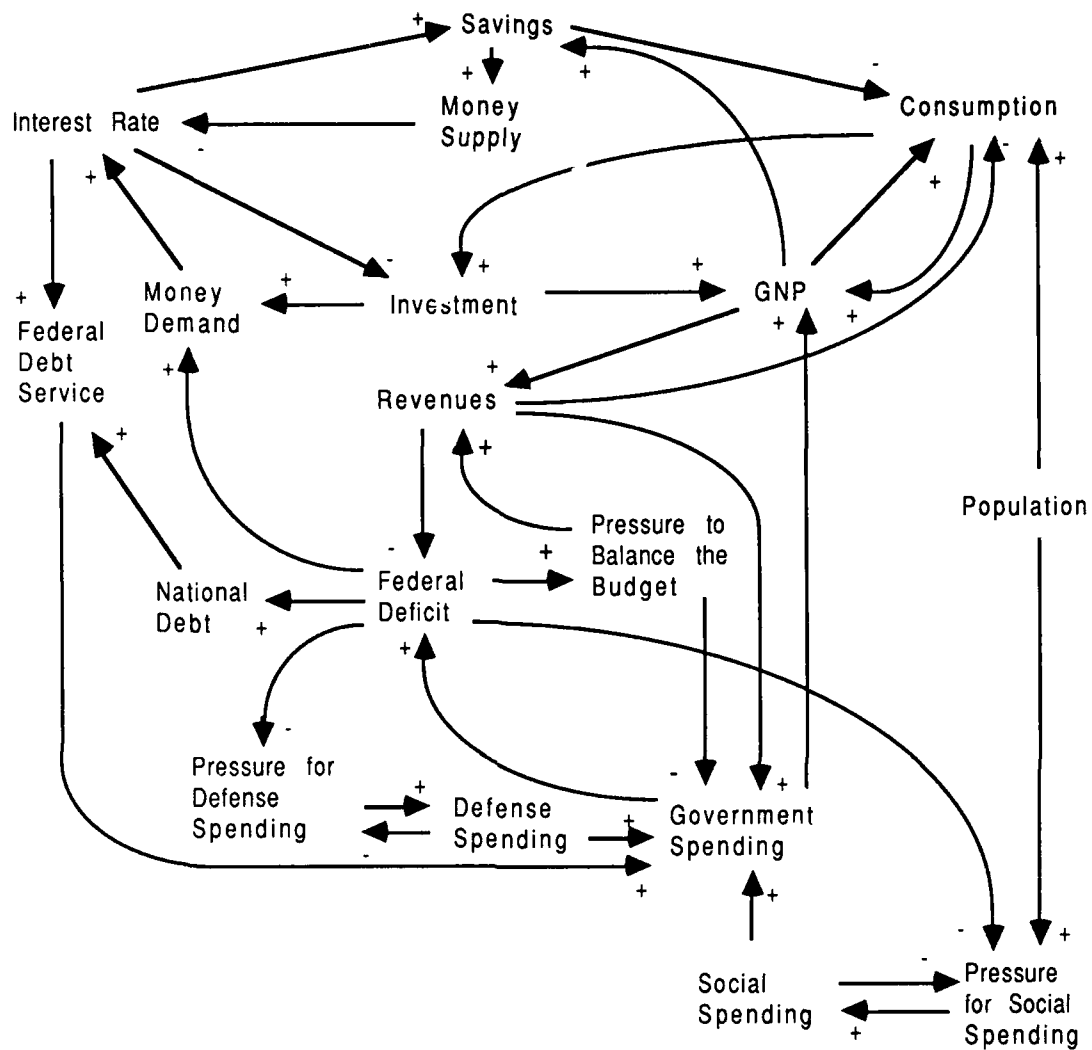 Savings
+
-
+
+
Money
Supply
Consumption
Interest Rate
-
-
+
+
+
-
+
+
+
Money
Demand
Investment
GNP
+
+
+
Federal
Debt
Service
+
+
Revenues
+
+
Population
Pressure to
Balance the
Budget
-
+
Federal
Deficit
National
Debt
+
+
-
Pressure for
Defense
Spending
+
Defense
Spending
-
+
Government
Spending
-
+
+
+
-
+
Social
Spending
-
Pressure
for Social
Spending
+